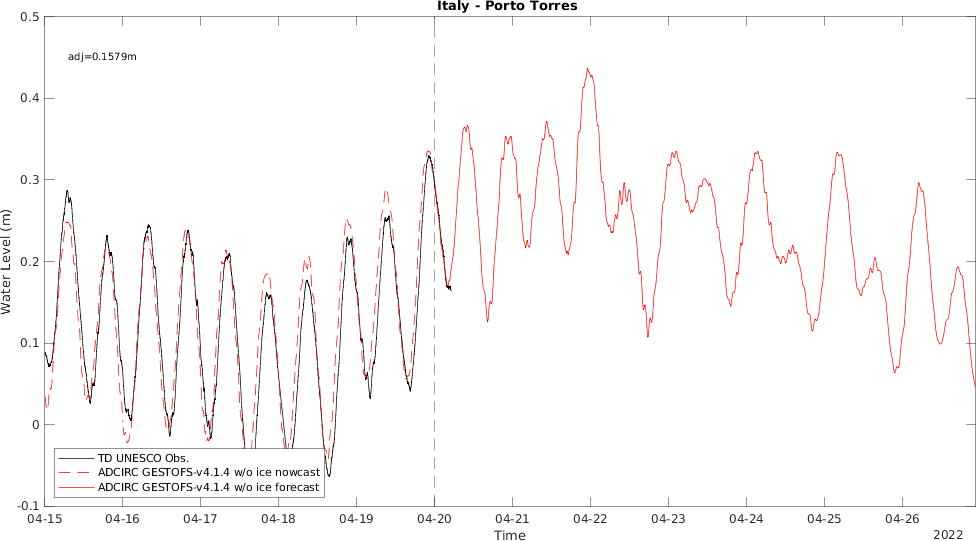 Italy - Porto Torres
adj=0.1579m
Water Level (m)
0.5
0.4
0.3
0.2
0.1
0
-0.1
TD UNESCO Obs.
ADCIRC GESTOFS-v4.1.4 w/o ice nowcast
ADCIRC GESTOFS-v4.1.4 w/o ice forecast
04-15 04-16 04-17 04-18 04-19 04-20 04-21 04-22 04-23 04-24 04-25 04-26
Time
2022